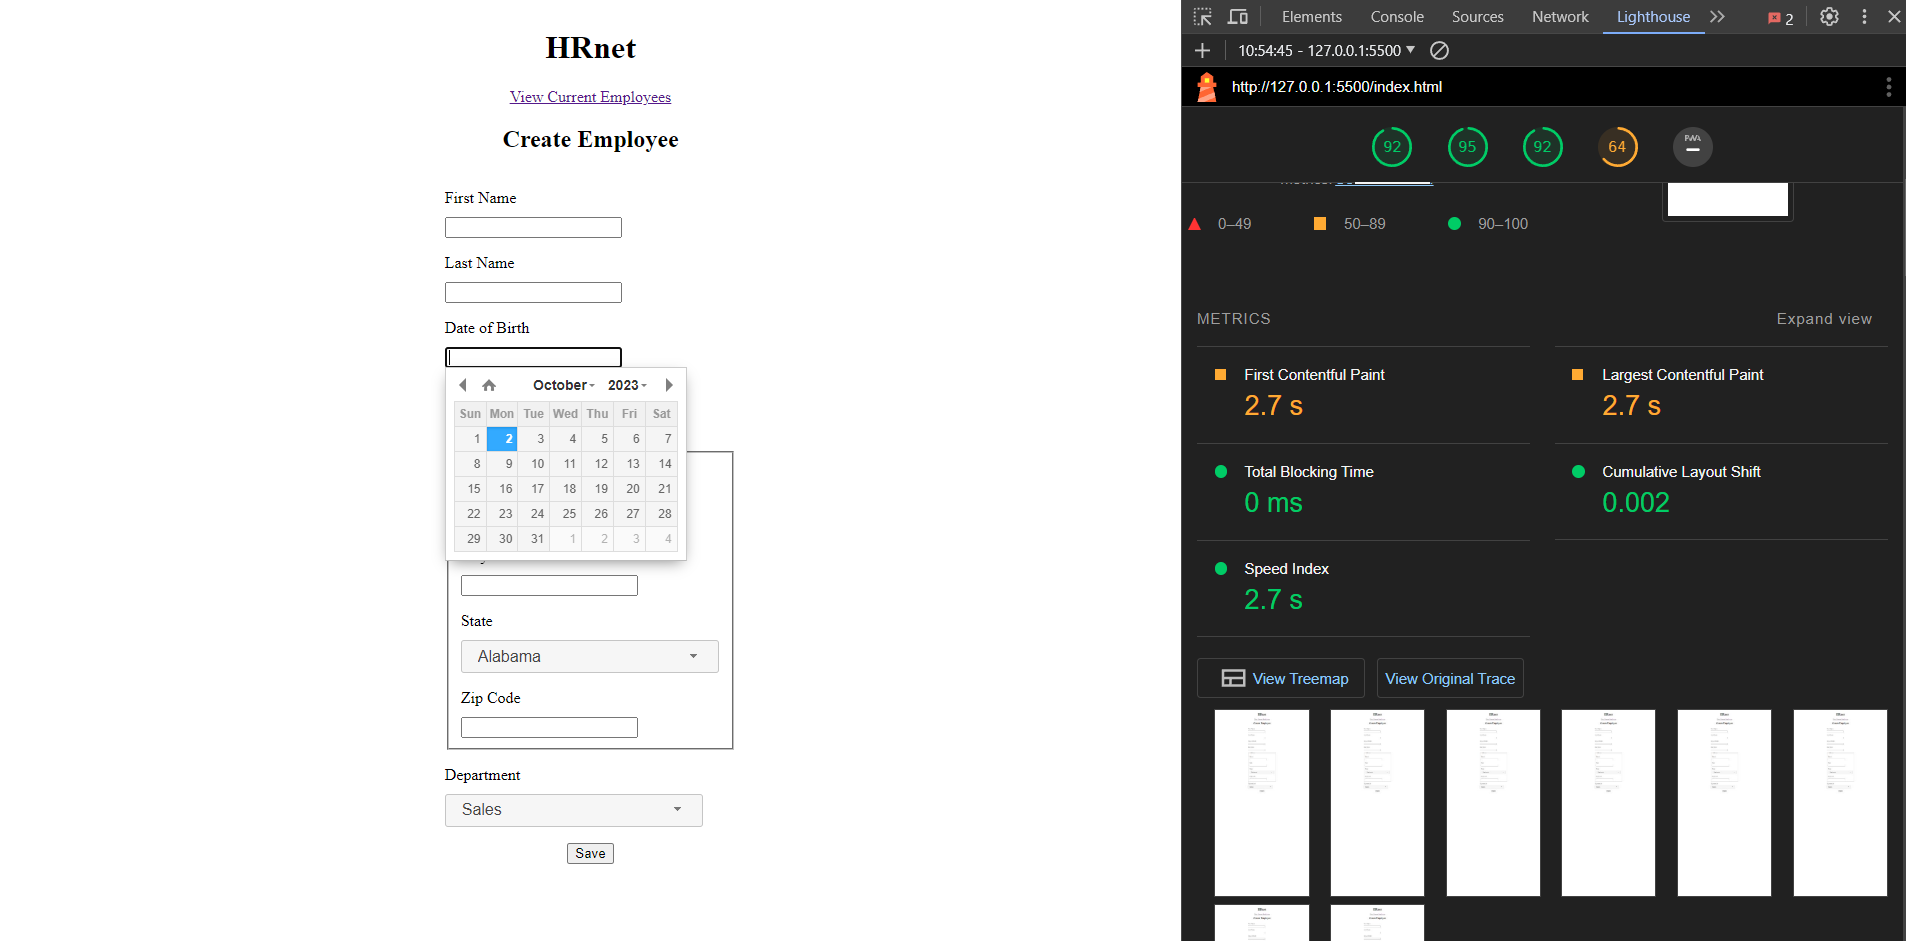 HRnet
View Current Employees
Create Employee
First Name
Last Name
Date of Birth
October 2023
Sun Mon Tue Wed Thu Fri Sat
1 2 3 4 5 6 7
8 9 10 11 12 13 14
15 16 17 18 19 20 21
22 23 24 25 26 27 28
29 30 31 1 2 3 4
State
Alabama
Zip Code
Department
Sales
Save
Elements Console Sources Network Lighthouse 2
10:54:45 - 127.0.0.1:5500
http://127.0.0.1:5500/index.html
92 95 92 64 PWA
0–49 50–89 90–100
METRICS Expand view
First Contentful Paint
2.7 s
Largest Contentful Paint
2.7 s
Total Blocking Time
0 ms
Cumulative Layout Shift
0.002
Speed Index
2.7 s
View Treemap View Original Trace